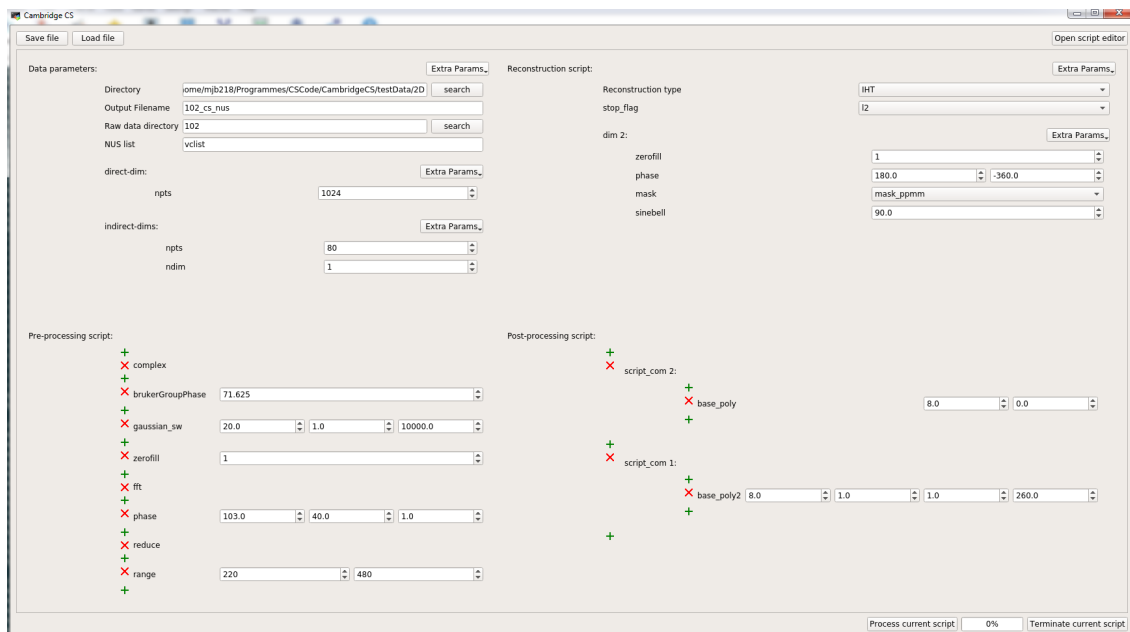 Cambridge CS
Save file Load file Open script editor
Data parameters: Extra Params
Directory ome/mjb218/Programmes/CSCode/CambridgeCS/testData/2D search
Output Filename 102_cs_nus
Raw data directory 102 search
NUS list vclist
direct-dim: Extra Params
npts 1024
indirect-dims: Extra Params
npts 80
ndim 1
Reconstruction script: Extra Params
Reconstruction type IHT
stop_flag l2
dim 2: Extra Params
zerofill 1
phase 180.0 -360.0
mask mask_ppmm
sinebell 90.0
Pre-processing script:
complex
brukerGroupPhase 71.625
gaussian_sw 20.0 1.0 10000.0
zerofill 1
fft
phase 103.0 40.0 1.0
reduce
range 220 480
Post-processing script:
script_com 2:
base_poly 8.0 0.0
script_com 1:
base_poly2 8.0 1.0 1.0 260.0
Process current script 0% Terminate current script